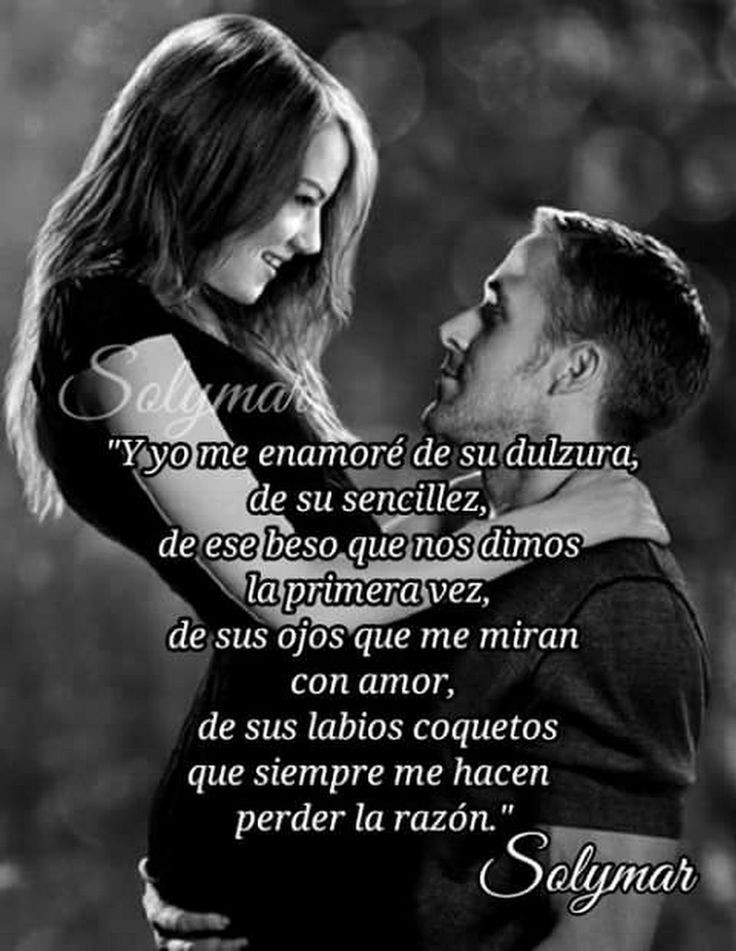 Solymar
"Y yo me enamoré de su dulzura,
de su sencillez,
de ese beso que nos dimos
la primera vez,
de sus ojos que me miran
con amor,
de sus labios coquetos
que siempre me hacen
perder la razón."
Solymar